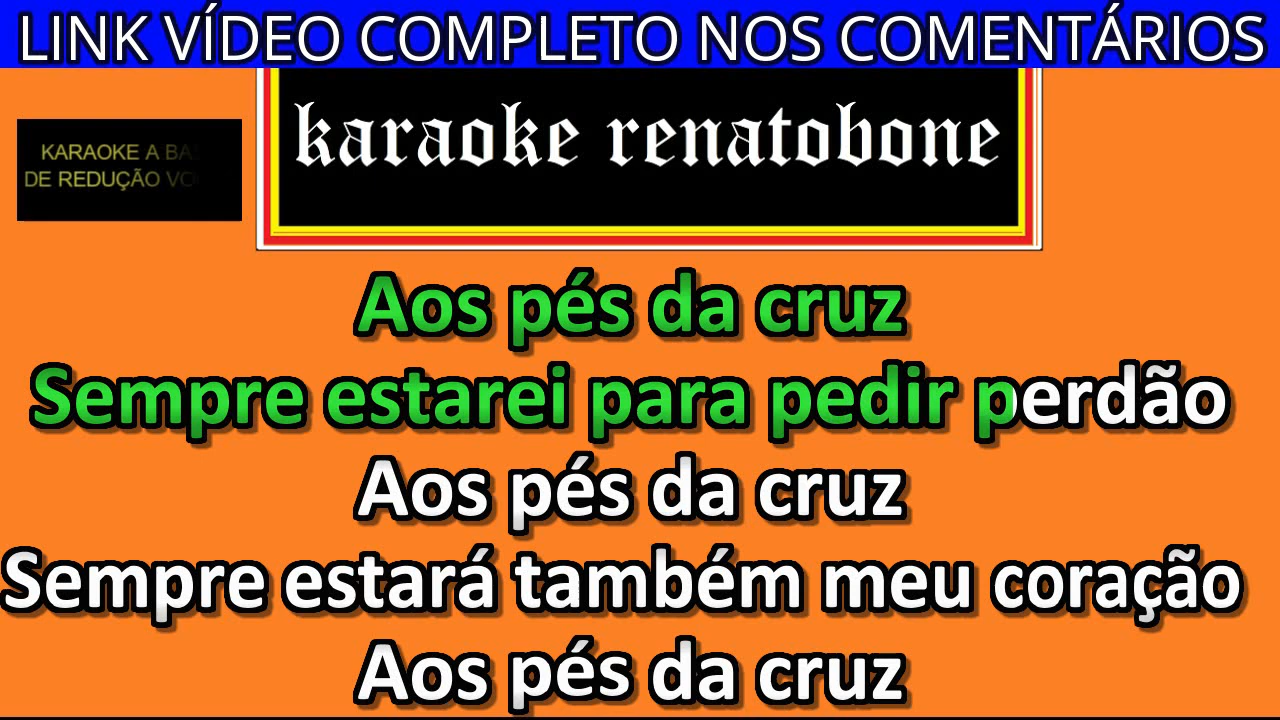 LINK VÍDEO COMPLETO NOS COMENTÁRIOS
karaoke renatobone
KARAOKE A
DE REDUÇÃO
Aos pés da cruz
Sempre estarei para pedir perdão
Aos pés da cruz
Sempre estará também meu coração
Aos pés da cruz